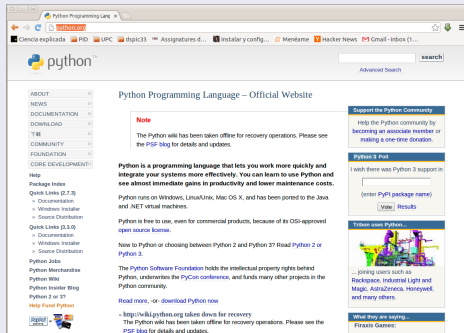 Python Programming Lang
python.org
Ciencia explicada PID UPC dspic33 Assignatures d... Instalar y config... Menéame Hacker News Gmail - Inbox (1...
python™
search
Advanced Search
ABOUT
NEWS
DOCUMENTATION
DOWNLOAD
下載
COMMUNITY
FOUNDATION
CORE DEVELOPMENT
Help
Package Index
Quick Links (2.7.3)
» Documentation
» Windows Installer
» Source Distribution
Quick Links (3.3.0)
» Documentation
» Windows Installer
» Source Distribution
Python Jobs
Python Merchandise
Python Wiki
Python Insider Blog
Python 2 or 3?
Help Fund Python
Python Programming Language – Official Website
Note
The Python wiki has been taken offline for recovery operations. Please see
the PSF blog for details and updates.
Python is a programming language that lets you work more quickly and
integrate your systems more effectively. You can learn to use Python and
see almost immediate gains in productivity and lower maintenance costs.
Python runs on Windows, Linux/Unix, Mac OS X, and has been ported to the Java
and .NET virtual machines.
Python is free to use, even for commercial products, because of its OSI-approved
open source license.
New to Python or choosing between Python 2 and Python 3? Read Python 2 or
Python 3.
The Python Software Foundation holds the intellectual property rights behind
Python, underwrites the PyCon conference, and funds many other projects in the
Python community.
Read more, -or- download Python now
» http://wiki.python.org taken down for recovery
The Python wiki has been taken offline for recovery operations. Please see the
PSF blog for details and updates.
Support the Python Community
Help the Python community by
becoming an associate member or
making a one-time donation.
Python 3 Poll
I wish there was Python 3 support in
(enter PyPI package name)
Vote Results
Tribon uses Python...
... joining users such as
Rackspace, Industrial Light and
Magic, AstraZeneca, Honeywell,
and many others.
What they are saying...
Firaxis Games: